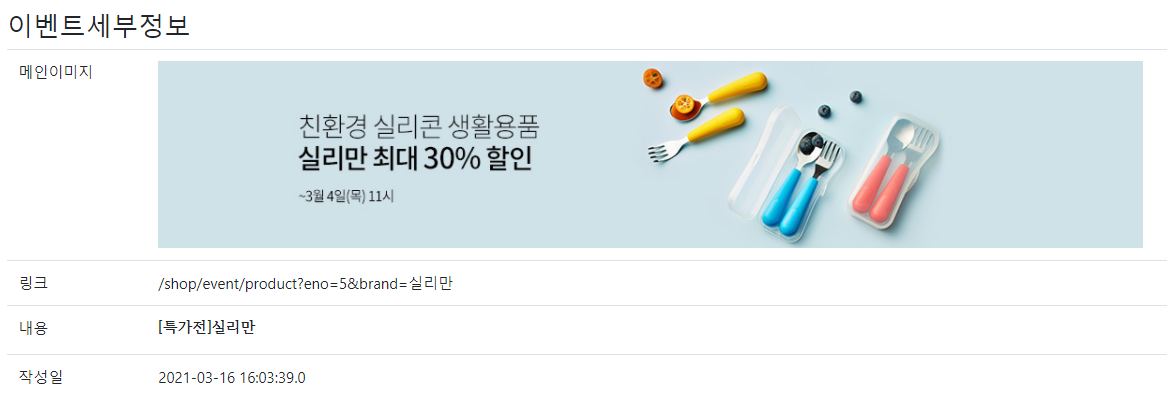 이벤트세부정보
메인이미지
친환경 실리콘 생활용품
실리만 최대 30% 할인
~3월 4일(목) 11시
링크
/shop/event/product?eno=5&brand=실리만
내용
[특가전]실리만
작성일
2021-03-16 16:03:39.0